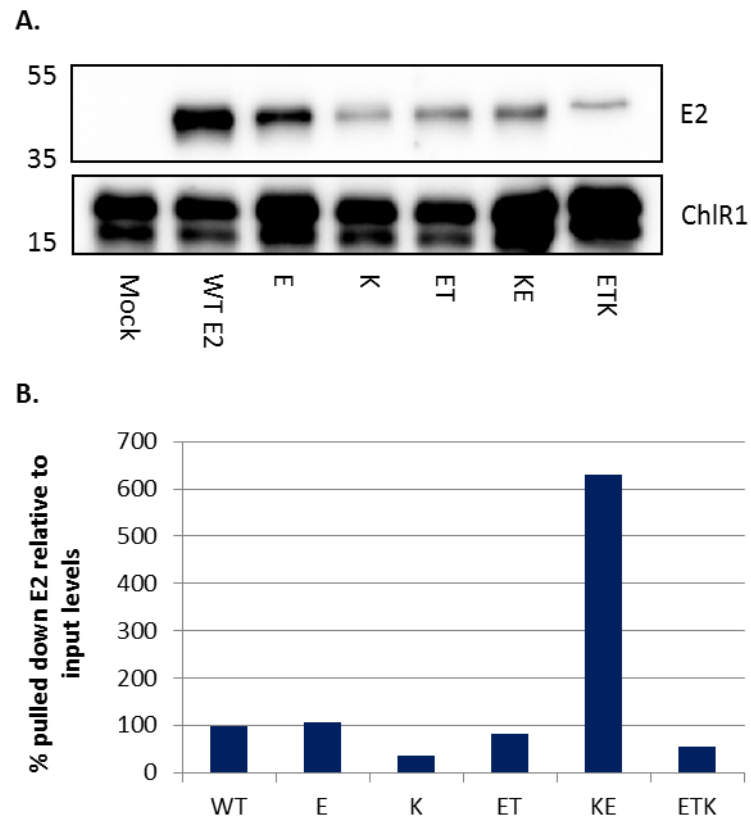 A.
55
35
E2
15
ChlR1
Mock
WT E2
E
K
ET
KE
ETK
B.
% pulled down E2 relative to
input levels
700
600
500
400
300
200
100
0
WT E K ET KE ETK